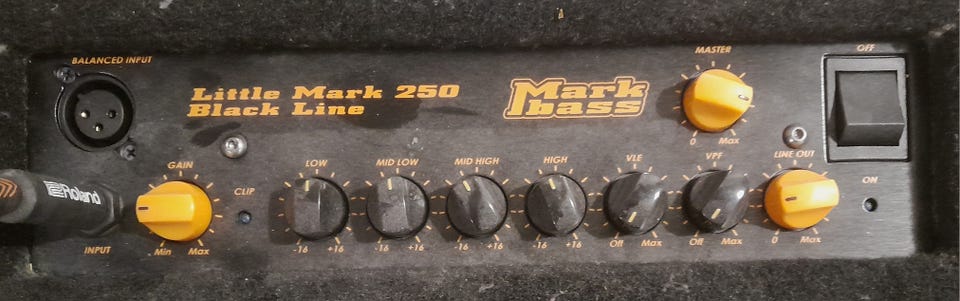 BALANCED INPUT
Little Mark 250
Black Line
Mark
bass
MASTER
0 Max
OFF
GAIN
Min Max
CLIP
LOW
-16 +16
MID LOW
-16 +16
MID HIGH
-16 +16
HIGH
-16 +16
VLE
Off Max
VPF
Off Max
LINE OUT
0 Max
ON
Roland
INPUT